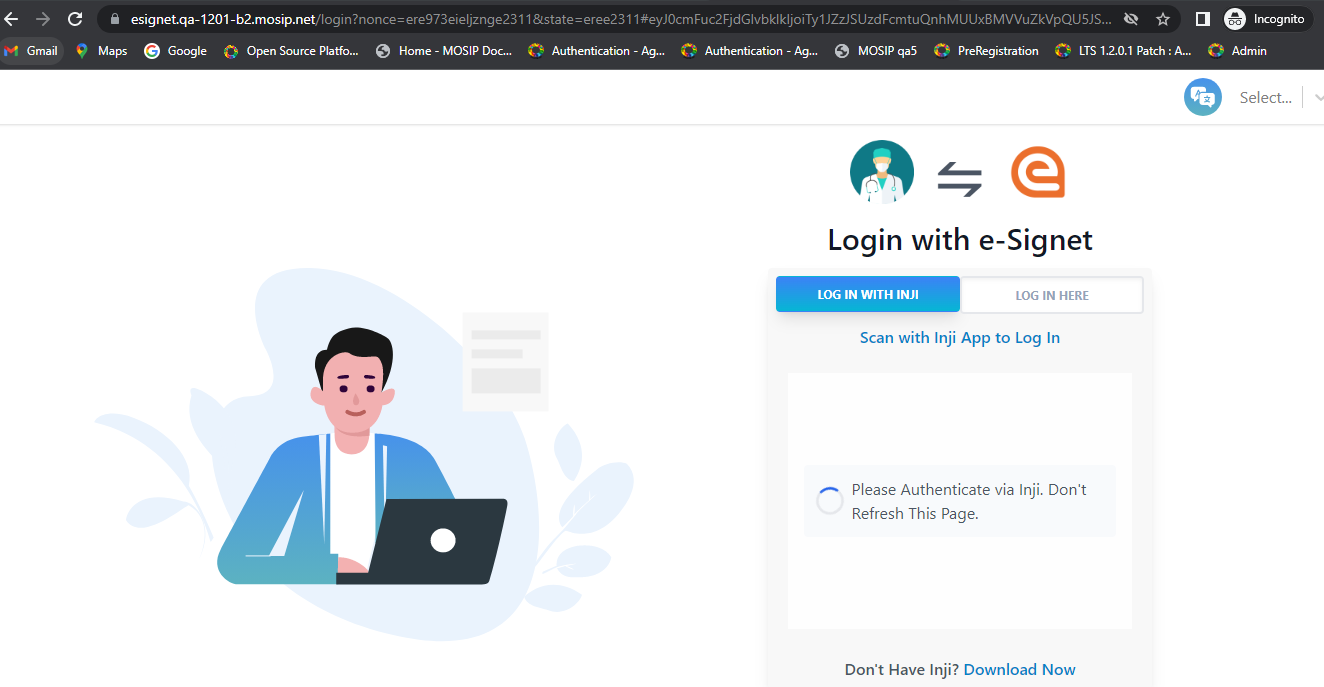 esignet.qa-1201-b2.mosip.net/login?nonce=ere973eieljznge2311&state=eree2311#eyJ0cmFuc2FjdGlvbklkIjoiTy1JZzJSUzdFcmtuQnhMUUxBMVVuZkVpQU5JS...
Incognito
Gmail Maps Google Open Source Platfo... Home - MOSIP Doc... Authentication - Ag... Authentication - Ag... MOSIP qa5 PreRegistration LTS 1.2.0.1 Patch : A... Admin
Select...
Login with e-Signet
LOG IN WITH INJI LOG IN HERE
Scan with Inji App to Log In
Please Authenticate via Inji. Don't
Refresh This Page.
Don't Have Inji? Download Now